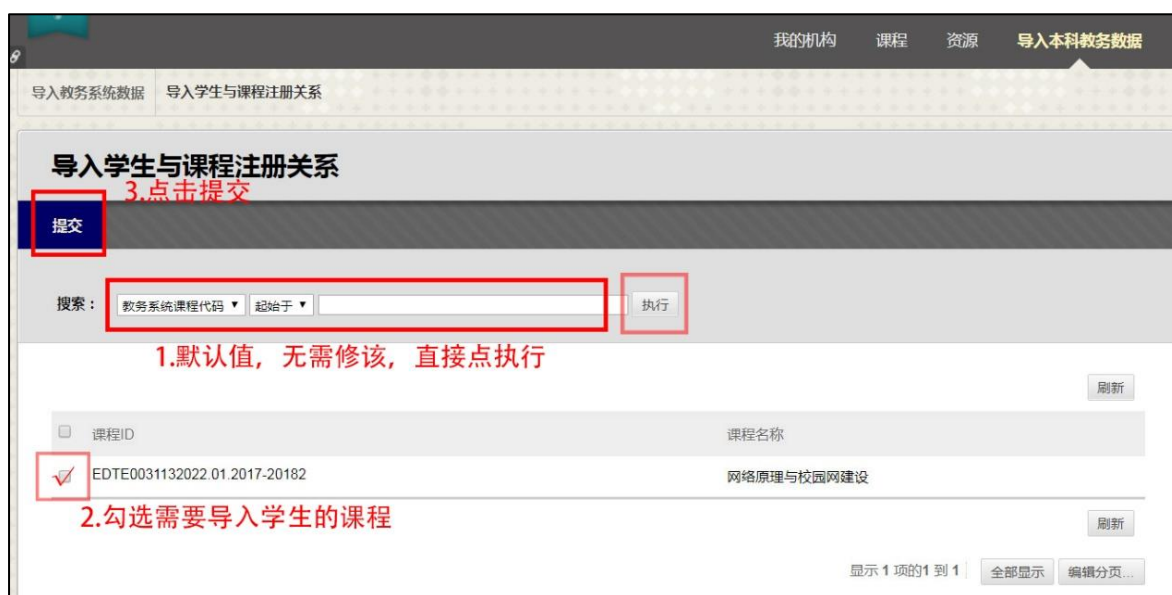 我的机构 课程 资源 导入本科教务数据
导入教务系统数据 导入学生与课程注册关系
导入学生与课程注册关系
3.点击提交
提交
搜索： 教务系统课程代码 起始于 执行
1.默认值，无需修该，直接点执行
刷新
课程ID 课程名称
EDTE0031132022.01.2017-20182 网络原理与校园网建设
2.勾选需要导入学生的课程
刷新
显示 1 项的1 到 1 全部显示 编辑分页...